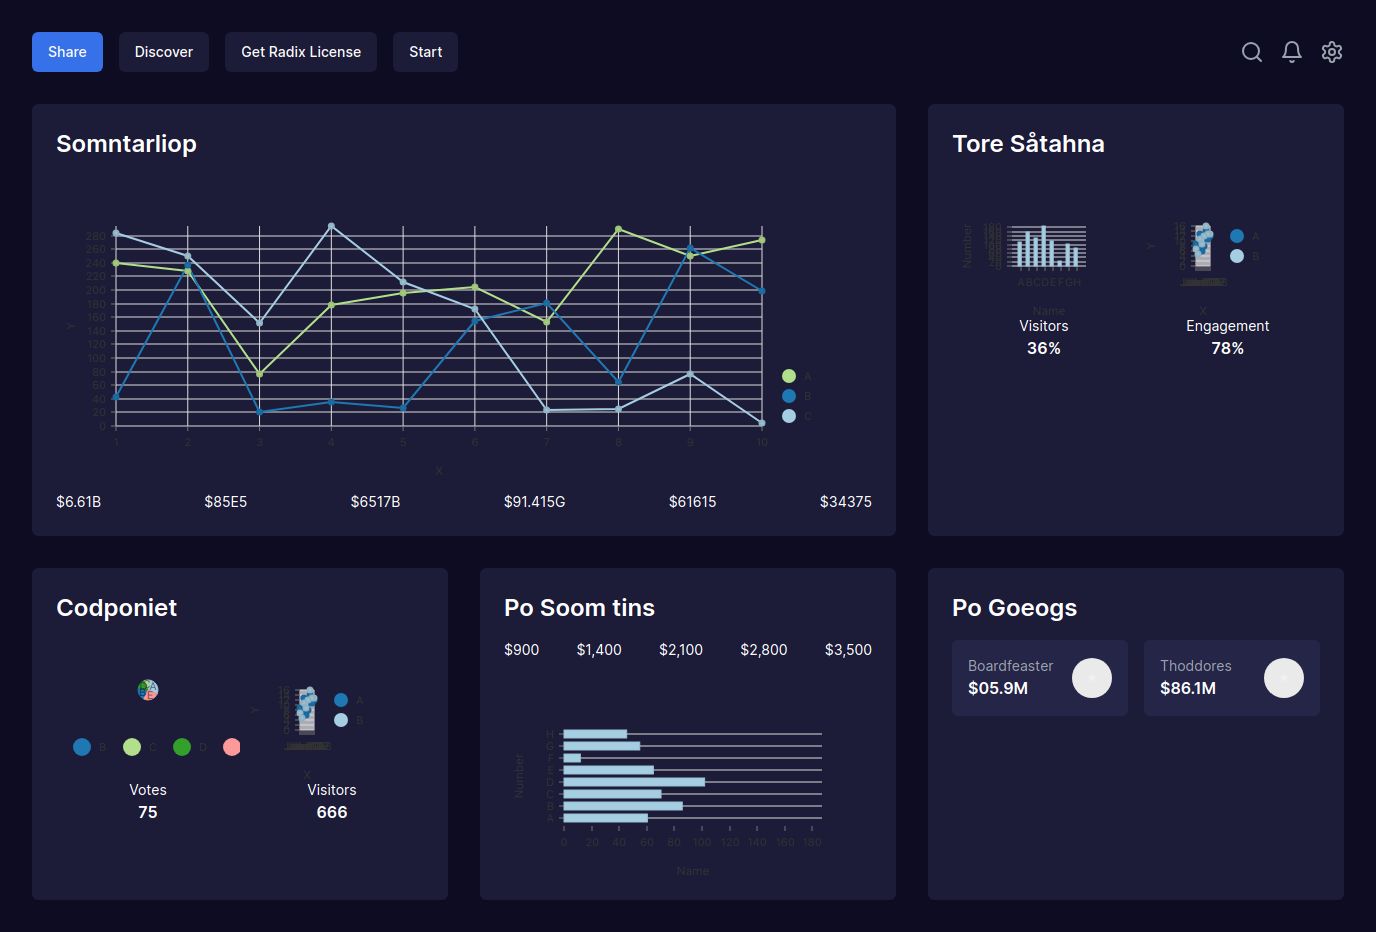 Share Discover Get Radix License Start
Somntarliop
280
260
240
220
200
180
160
140
120
100
80
60
40
20
0
Y
1 2 3 4 5 6 7 8 9 10
X
A
B
C
$6.61B $85E5 $6517B $91.415G $61615 $34375
Tore Såtahna
Number
ABCDEFGH
Name
Visitors
36%
Y
A
B
X
Engagement
78%
Codponiet
B C D
Votes
75
Y
A
B
X
Visitors
666
Po Soom tins
$900 $1,400 $2,100 $2,800 $3,500
Number
H
G
F
E
D
C
B
A
0 20 40 60 80 100 120 140 160 180
Name
Po Goeogs
Boardfeaster
$05.9M
Thoddores
$86.1M